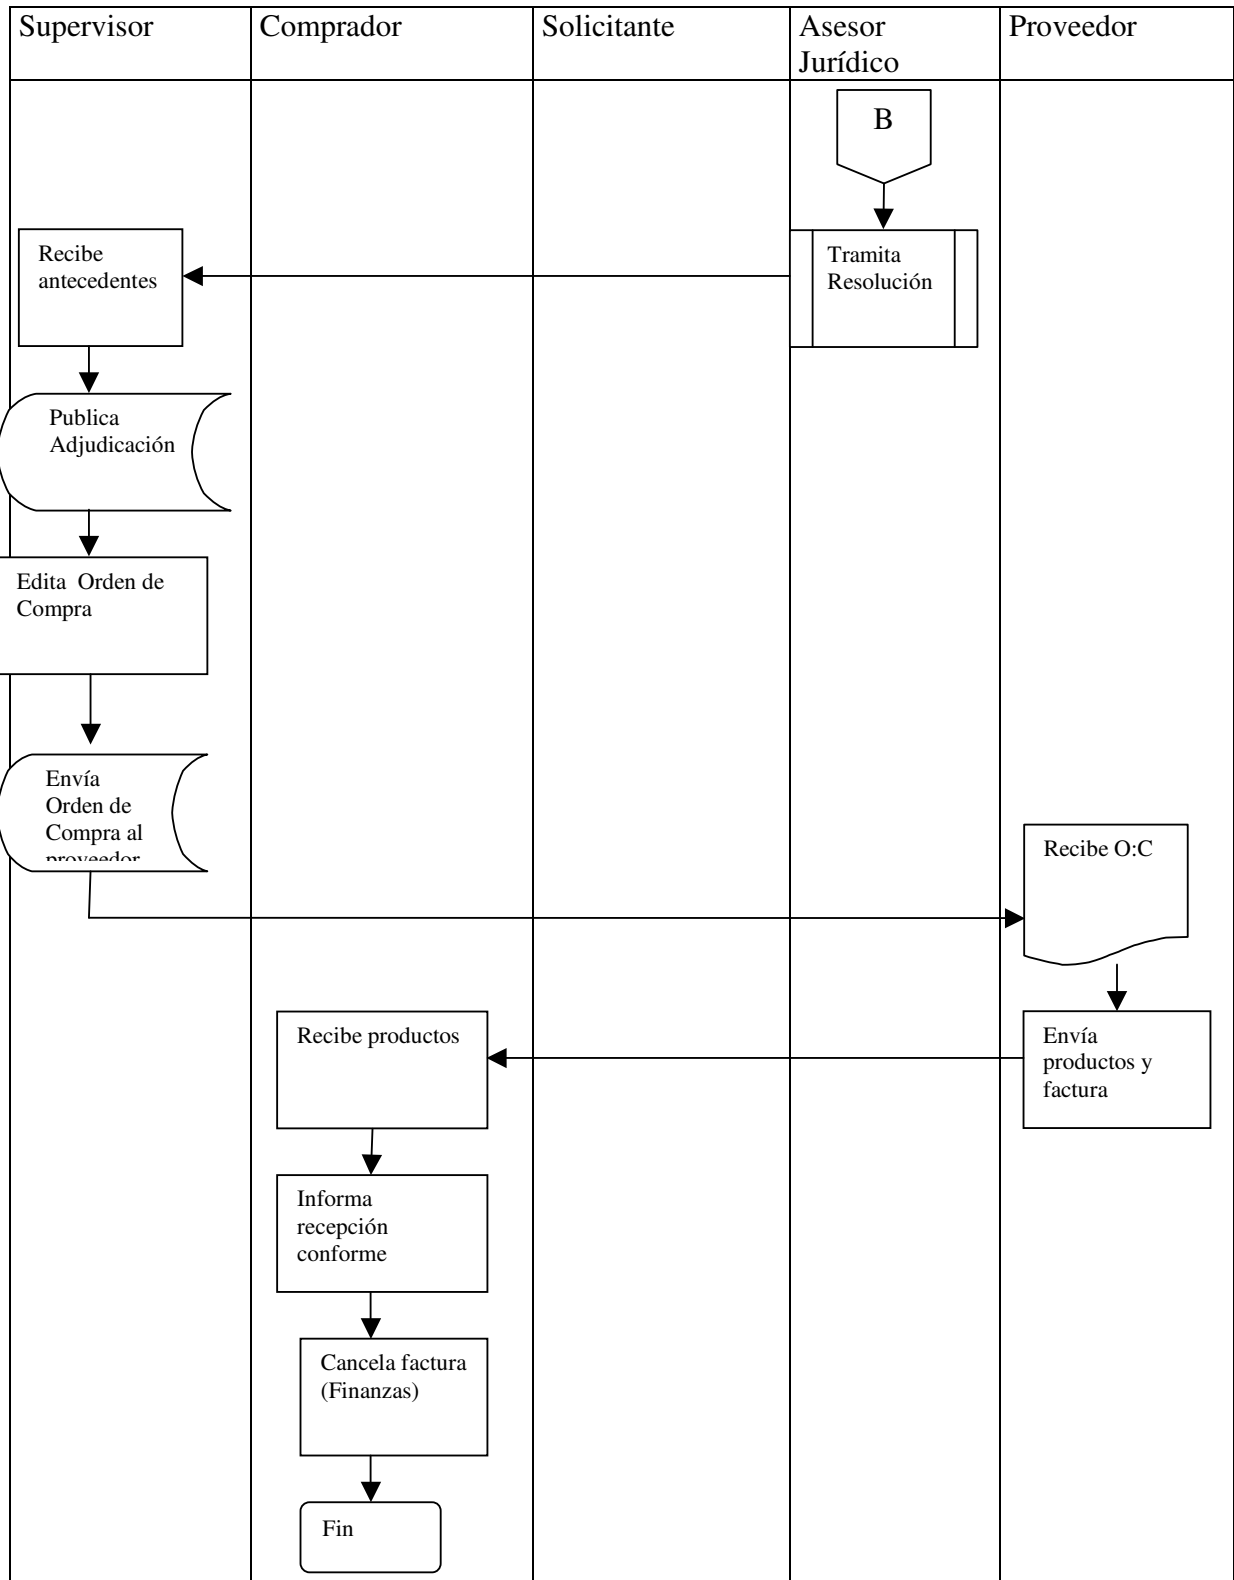 Supervisor
Comprador
Solicitante
Asesor
Jurídico
Proveedor
B
Recibe
antecedentes
Tramita
Resolución
Publica
Adjudicación
Edita Orden de
Compra
Envía
Orden de
Compra al
proveedor
Recibe O:C
Recibe productos
Envía
productos y
factura
Informa
recepción
conforme
Cancela factura
(Finanzas)
Fin